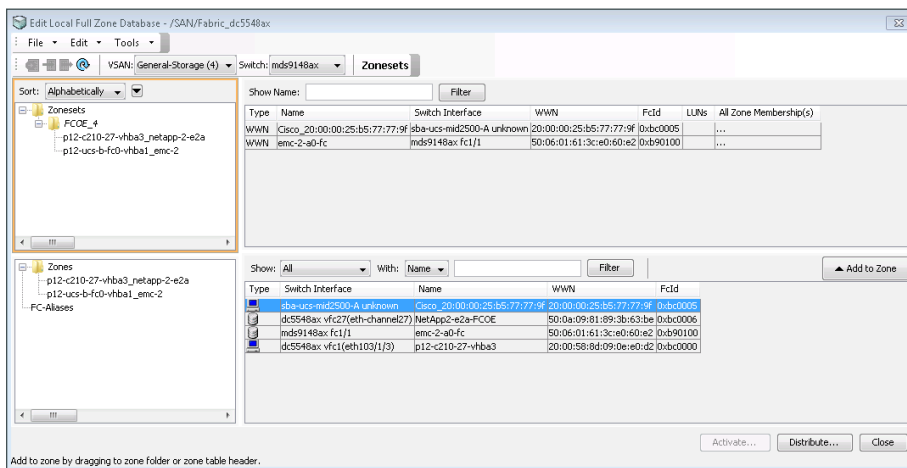 Edit Local Full Zone Database - /SAN/Fabric_dc5548ax
File Edit Tools
VSAN: General-Storage (4) Switch: mds9148ax Zonesets
Sort: Alphabetically
Zonesets
FCOE_4
p12-c210-27-vhba3_netapp-2-e2a
p12-ucs-b-fc0-vhba1_emc-2
Show Name: Filter
Type Name Switch Interface WWN FcId LUNs All Zone Membership(s)
WWN Cisco_20:00:00:25:b5:77:77:9f sba-ucs-mid2500-A unknown 20:00:00:25:b5:77:77:9f 0xbc0005 ...
WWN emc-2-a0-fc mds9148ax fc1/1 50:06:01:61:3c:e0:60:e2 0xb90100 ...
Zones
p12-c210-27-vhba3_netapp-2-e2a
p12-ucs-b-fc0-vhba1_emc-2
FC-Aliases
Show: All With: Name Filter Add to Zone
Type Switch Interface Name WWN FcId
sba-ucs-mid2500-A unknown Cisco_20:00:00:25:b5:77:77:9f 20:00:00:25:b5:77:77:9f 0xbc0005
dc5548ax vfc27(eth-channel27) NetApp2-e2a-FCOE 50:0a:09:81:89:3b:63:be 0xbc0006
mds9148ax fc1/1 emc-2-a0-fc 50:06:01:61:3c:e0:60:e2 0xb90100
dc5548ax vfc1(eth103/1/3) p12-c210-27-vhba3 20:00:58:8d:09:0e:e0:d2 0xbc0000
Activate... Distribute... Close
Add to zone by dragging to zone folder or zone table header.